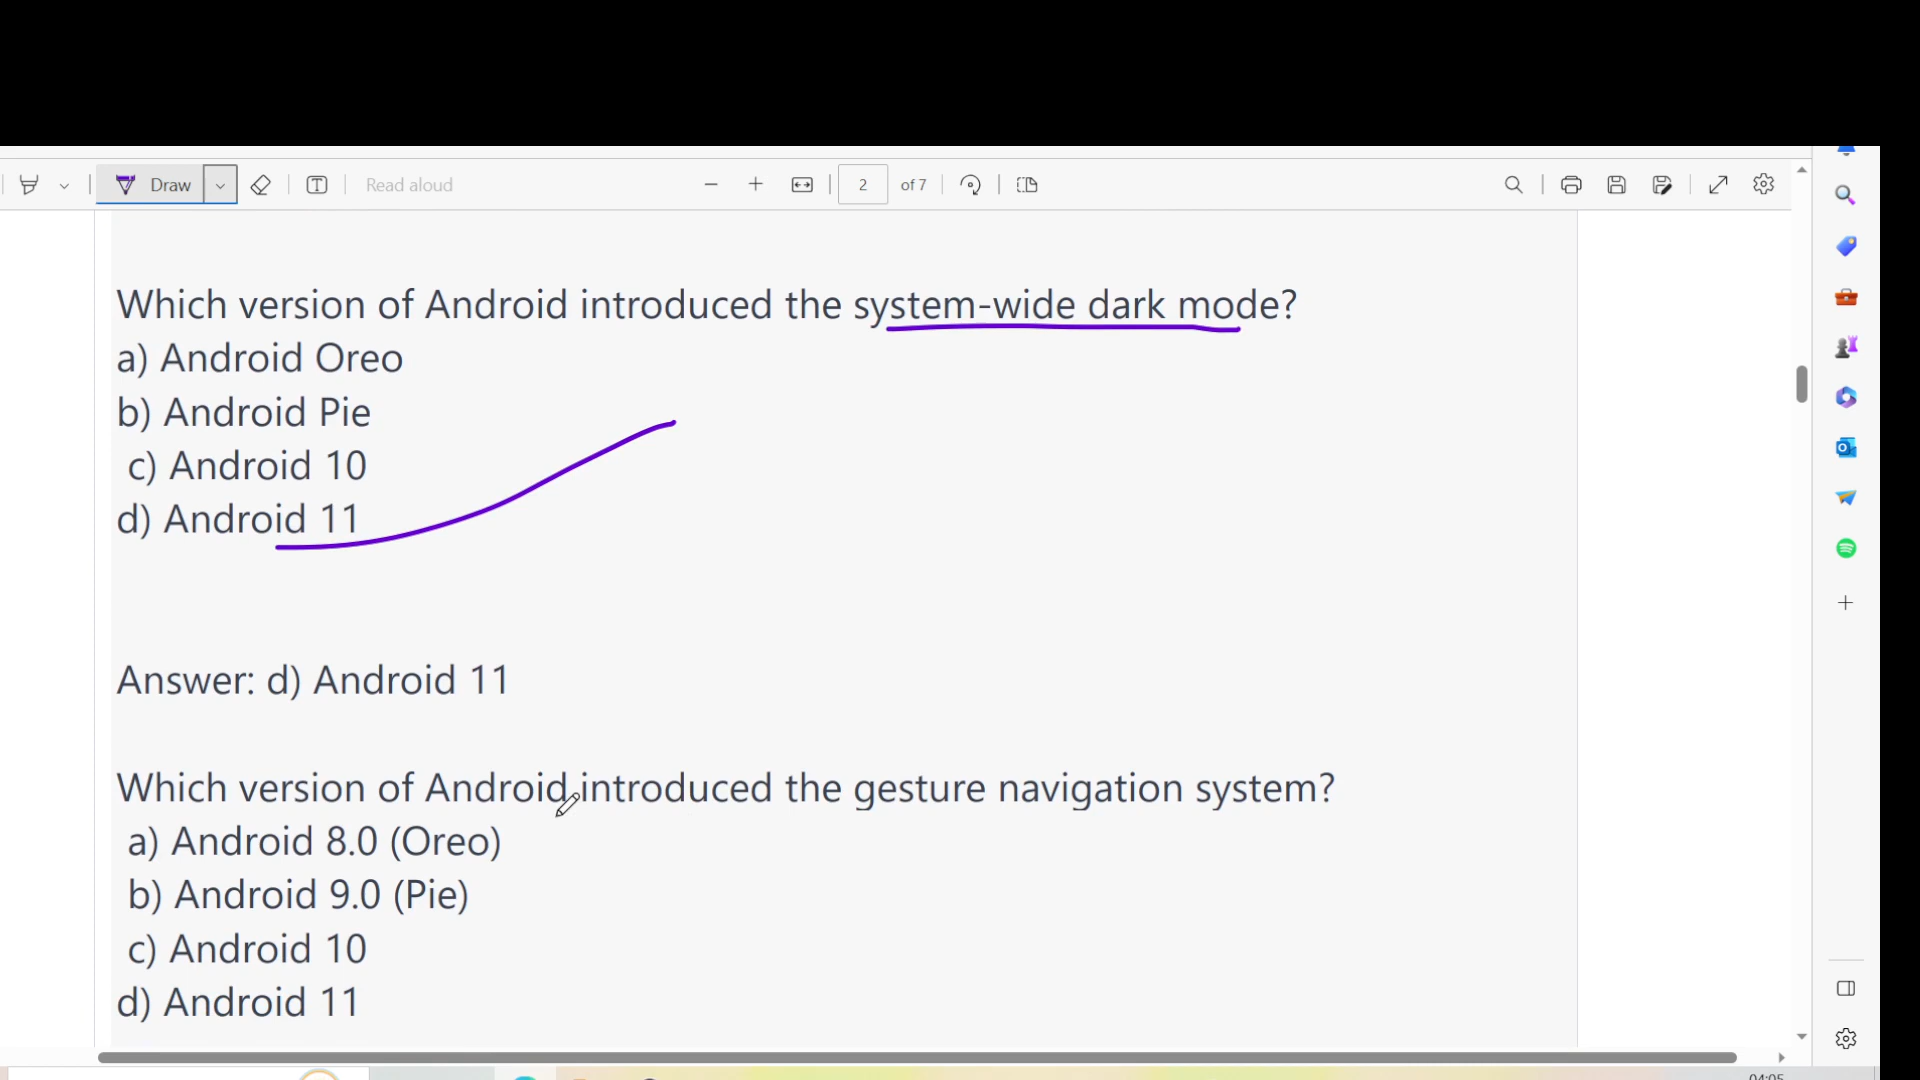 Draw
Read aloud
2
of 7
Which version of Android introduced the system-wide dark mode?
a) Android Oreo
b) Android Pie
c) Android 10
d) Android 11
Answer: d) Android 11
Which version of Android introduced the gesture navigation system?
a) Android 8.0 (Oreo)
b) Android 9.0 (Pie)
c) Android 10
d) Android 11